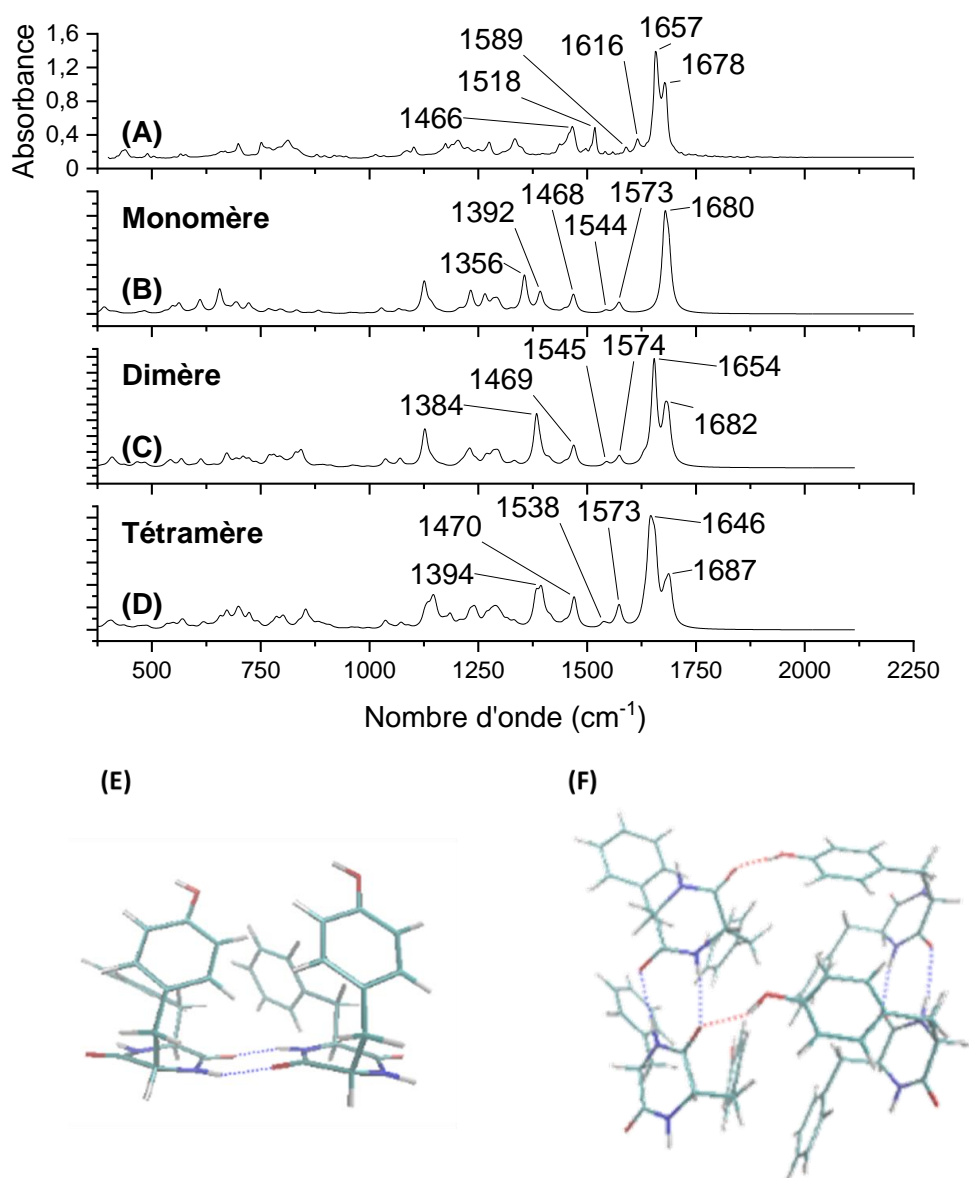 Absorbance
1,6
1,2
0,8
0,4
0
(A)
1466
1518
1589
1616
1657
1678
Monomère
(B)
1356
1392
1468
1544
1573
1680
Dimère
(C)
1384
1469
1545
1574
1654
1682
Tétramère
(D)
1394
1470
1538
1573
1646
1687
500 750 1000 1250 1500 1750 2000 2250
Nombre d'onde (cm⁻¹)
(E)
(F)